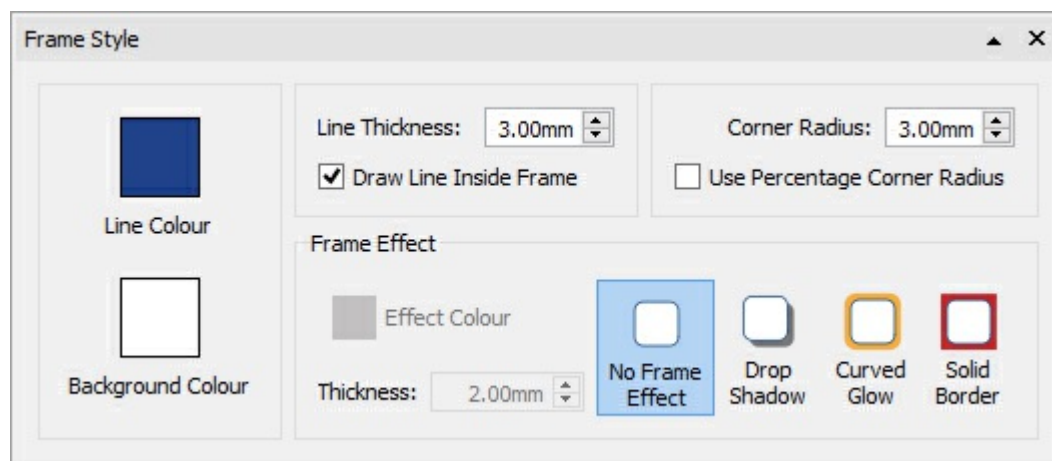 Frame Style
Line Colour
Background Colour
Line Thickness: 3.00mm
Draw Line Inside Frame
Corner Radius: 3.00mm
Use Percentage Corner Radius
Frame Effect
Effect Colour
Thickness: 2.00mm
No Frame
Effect
Drop
Shadow
Curved
Glow
Solid
Border